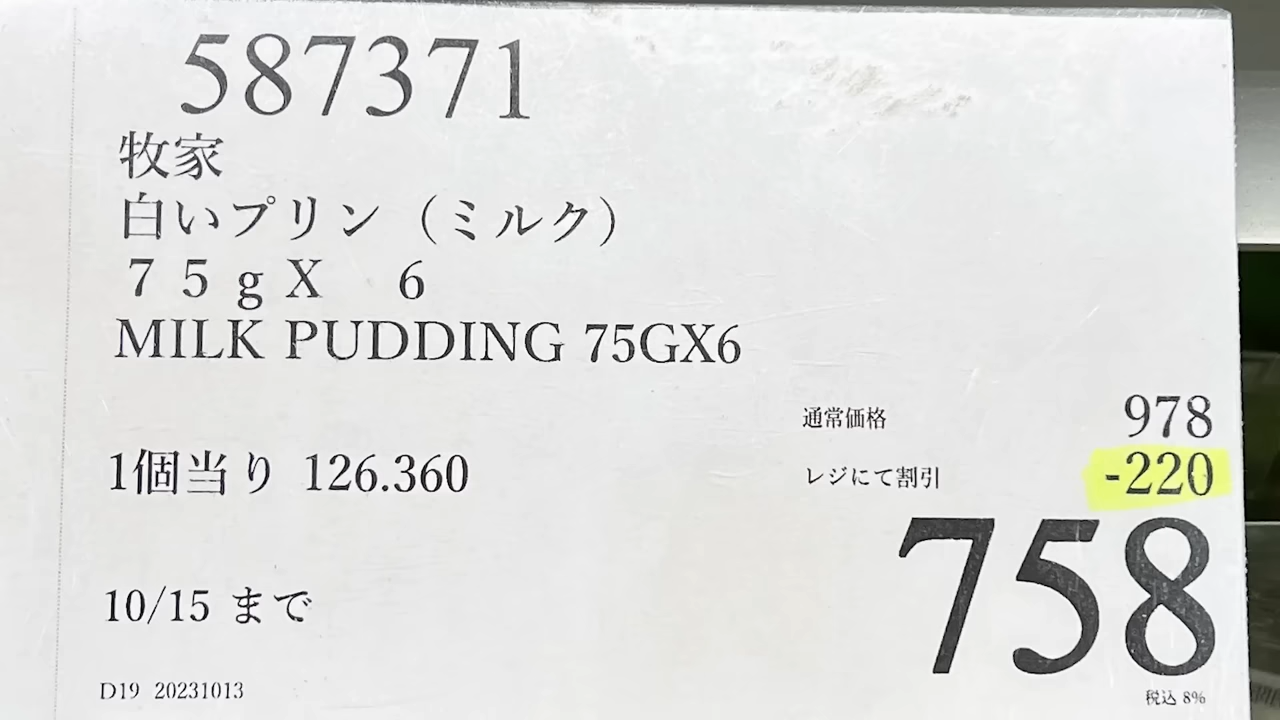 587371
牧家
白いプリン（ミルク）
７５ｇＸ　6
MILK PUDDING 75GX6
通常価格 978
1個当り 126.360
レジにて割引 -220
758
10/15 まで
D19 20231013
税込 8%